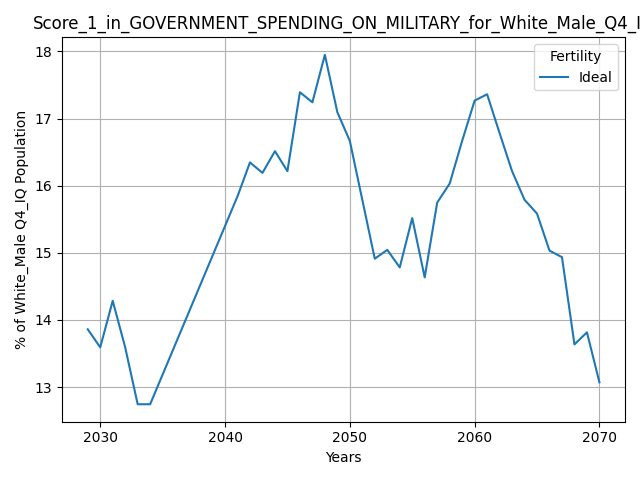 Score_1_in_GOVERNMENT_SPENDING_ON_MILITARY_for_White_Male_Q4_I
18
17
16
15
14
13
% of White_Male Q4_IQ Population
Fertility
Ideal
2030 2040 2050 2060 2070
Years